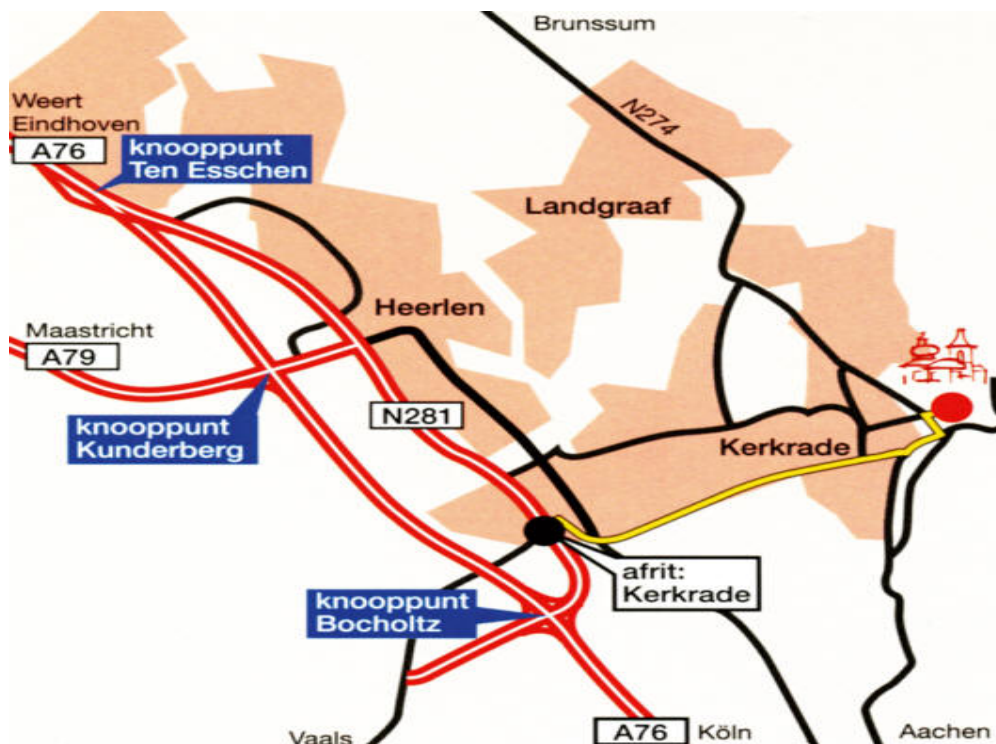 Brunssum
Weert
Eindhoven
A76
knooppunt
Ten Esschen
N274
Landgraaf
Heerlen
Maastricht
A79
N281
knooppunt
Kunderberg
Kerkrade
afrit:
Kerkrade
knooppunt
Bocholtz
Vaals
A76
Köln
Aachen